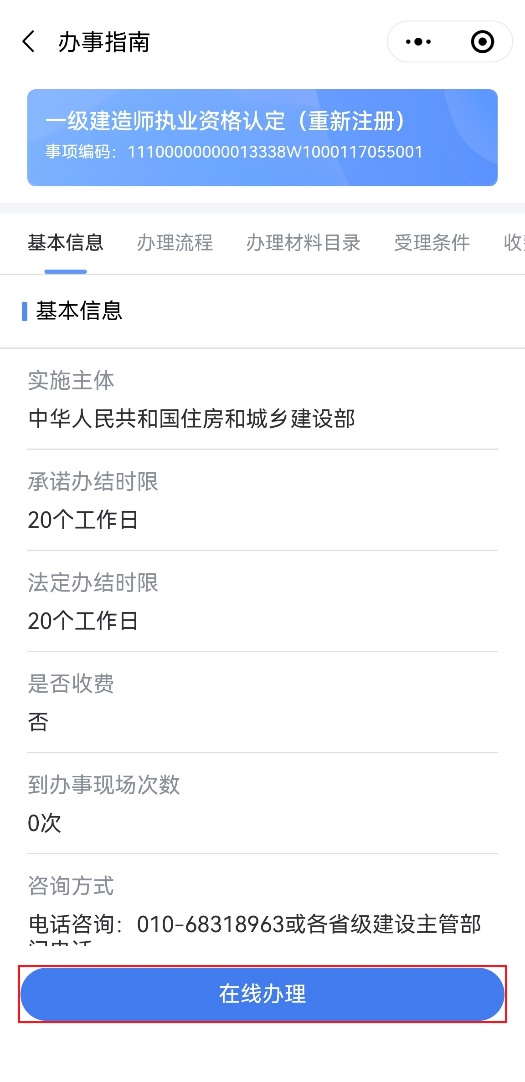 办事指南
一级建造师执业资格认定（重新注册）
事项编码：11100000000013338W1000117055001
基本信息 办理流程 办理材料目录 受理条件 收
基本信息
实施主体
中华人民共和国住房和城乡建设部
承诺办结时限
20个工作日
法定办结时限
20个工作日
是否收费
否
到办事现场次数
0次
咨询方式
电话咨询：010-68318963或各省级建设主管部
门电话
在线办理